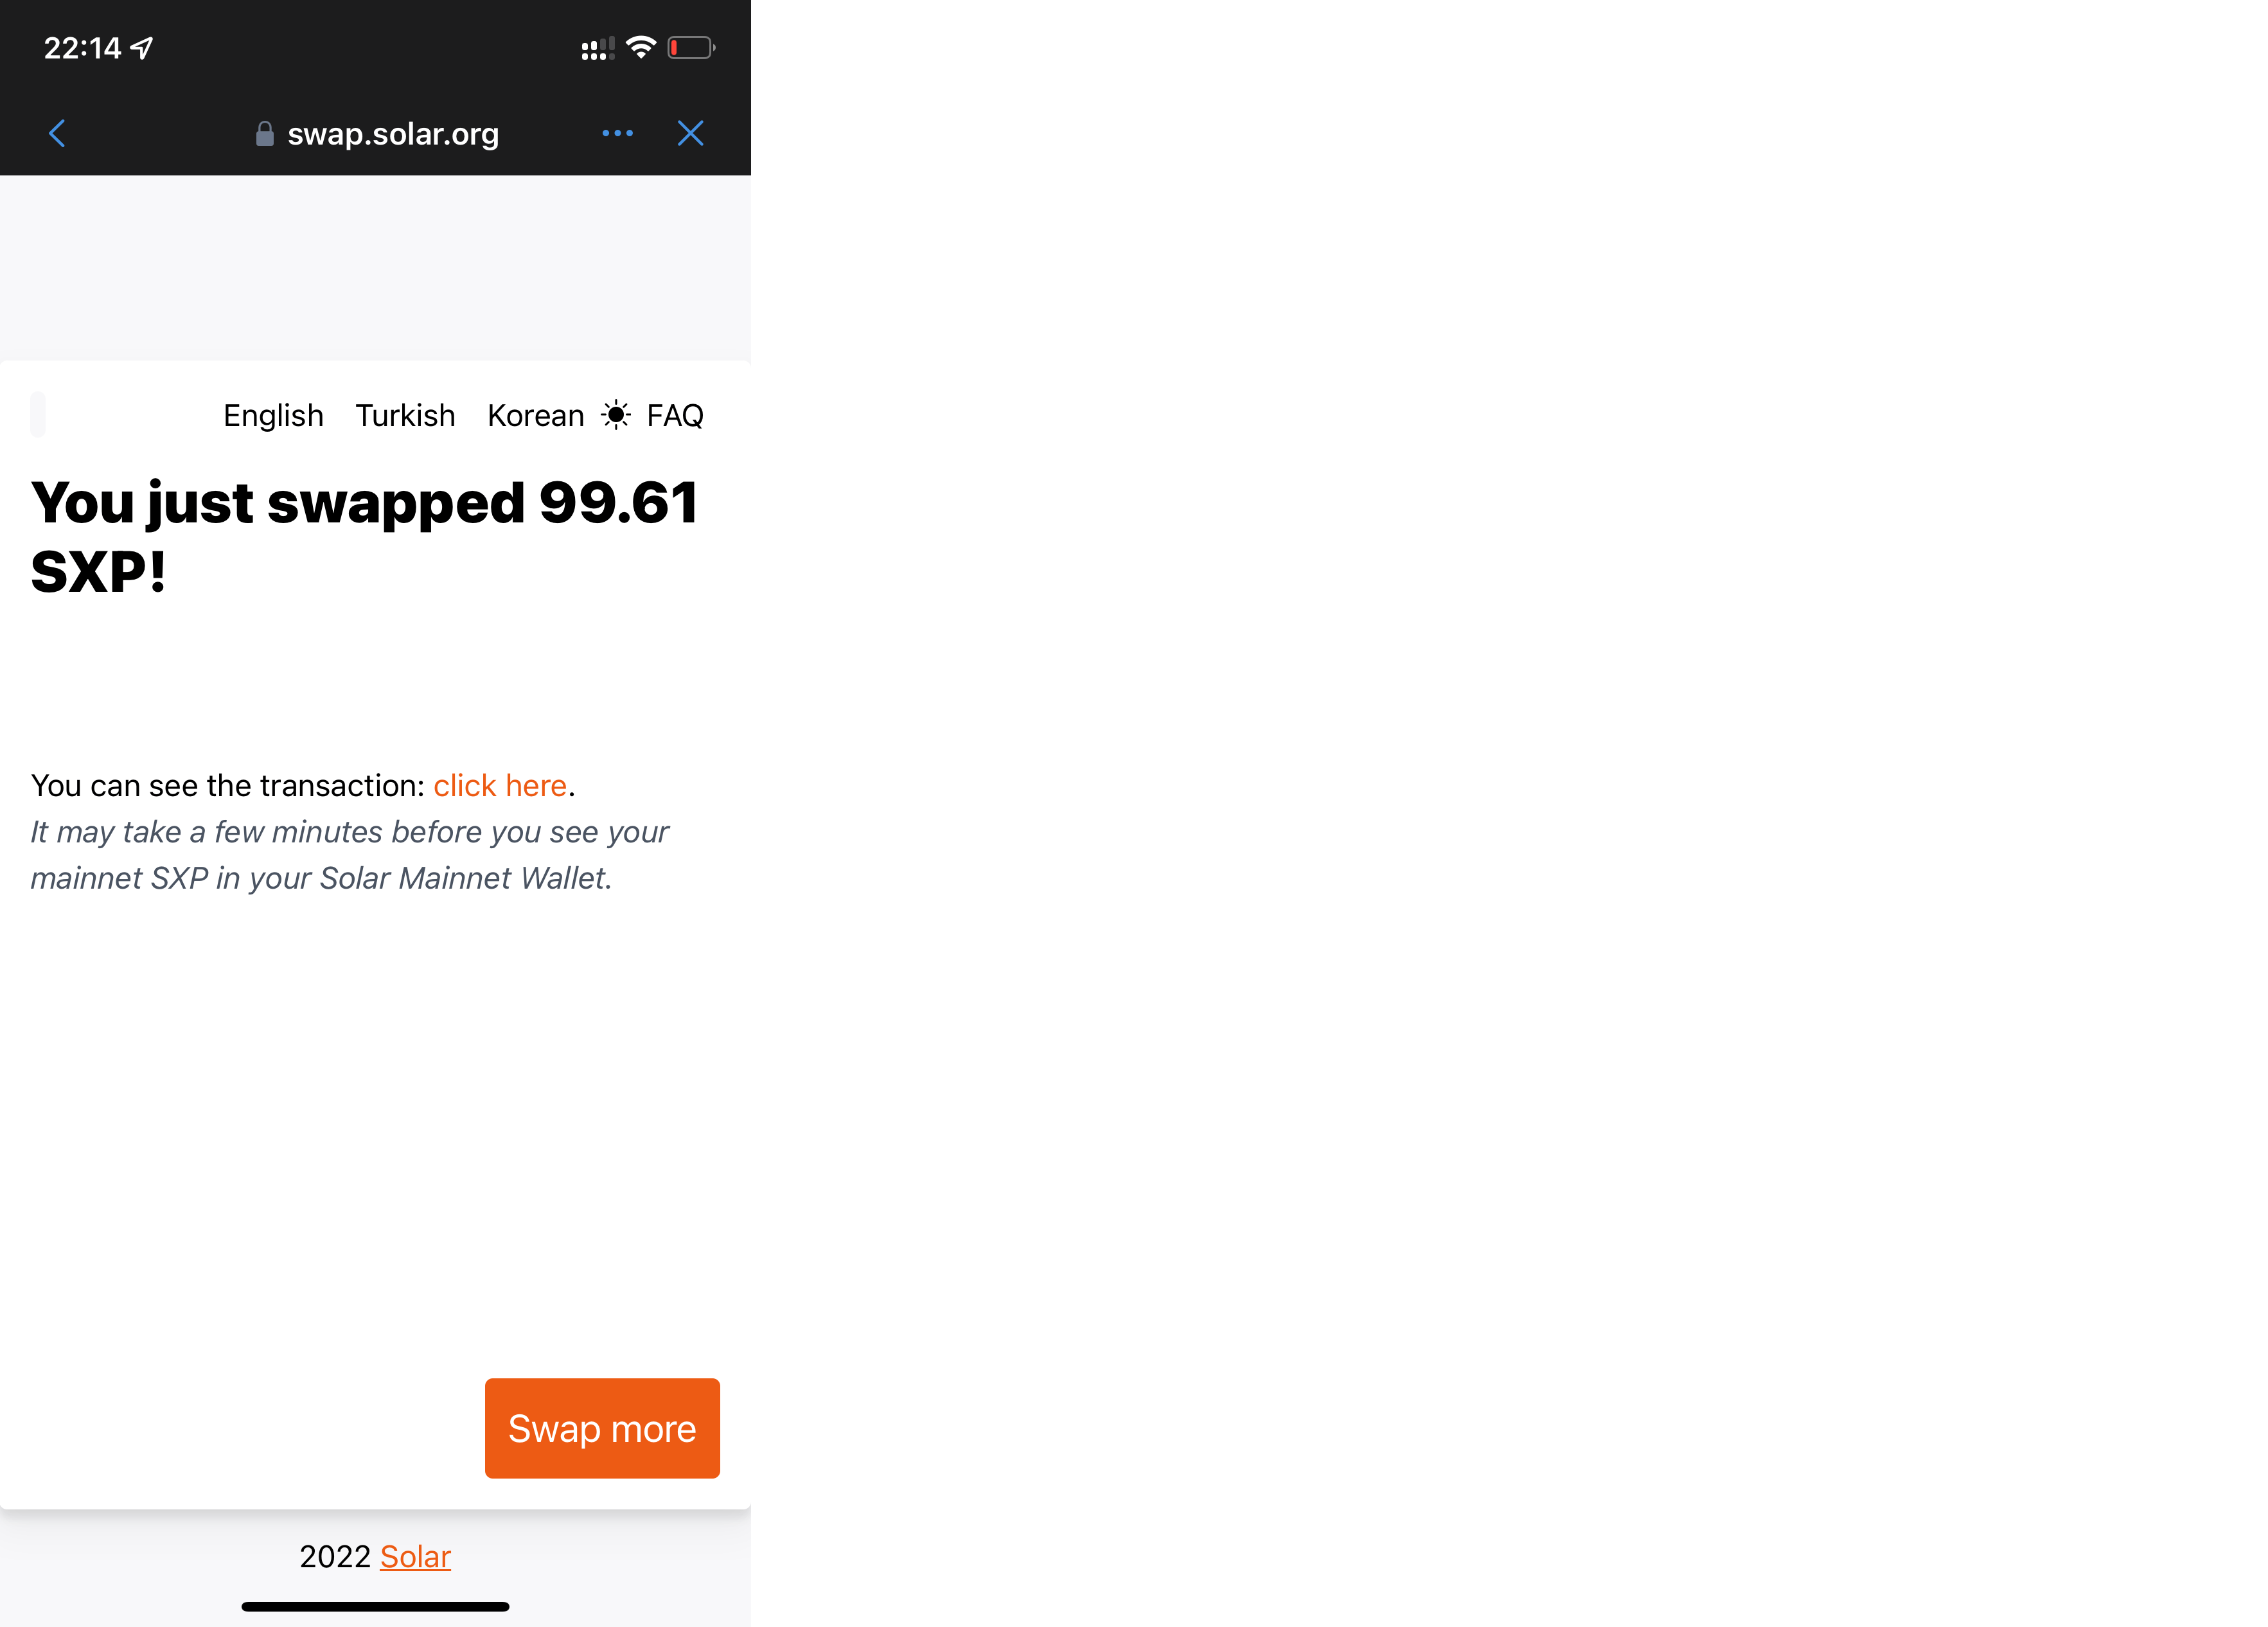 22:14
swap.solar.org
English Turkish Korean FAQ
You just swapped 99.61
SXP!
You can see the transaction: click here.
It may take a few minutes before you see your
mainnet SXP in your Solar Mainnet Wallet.
Swap more
2022 Solar